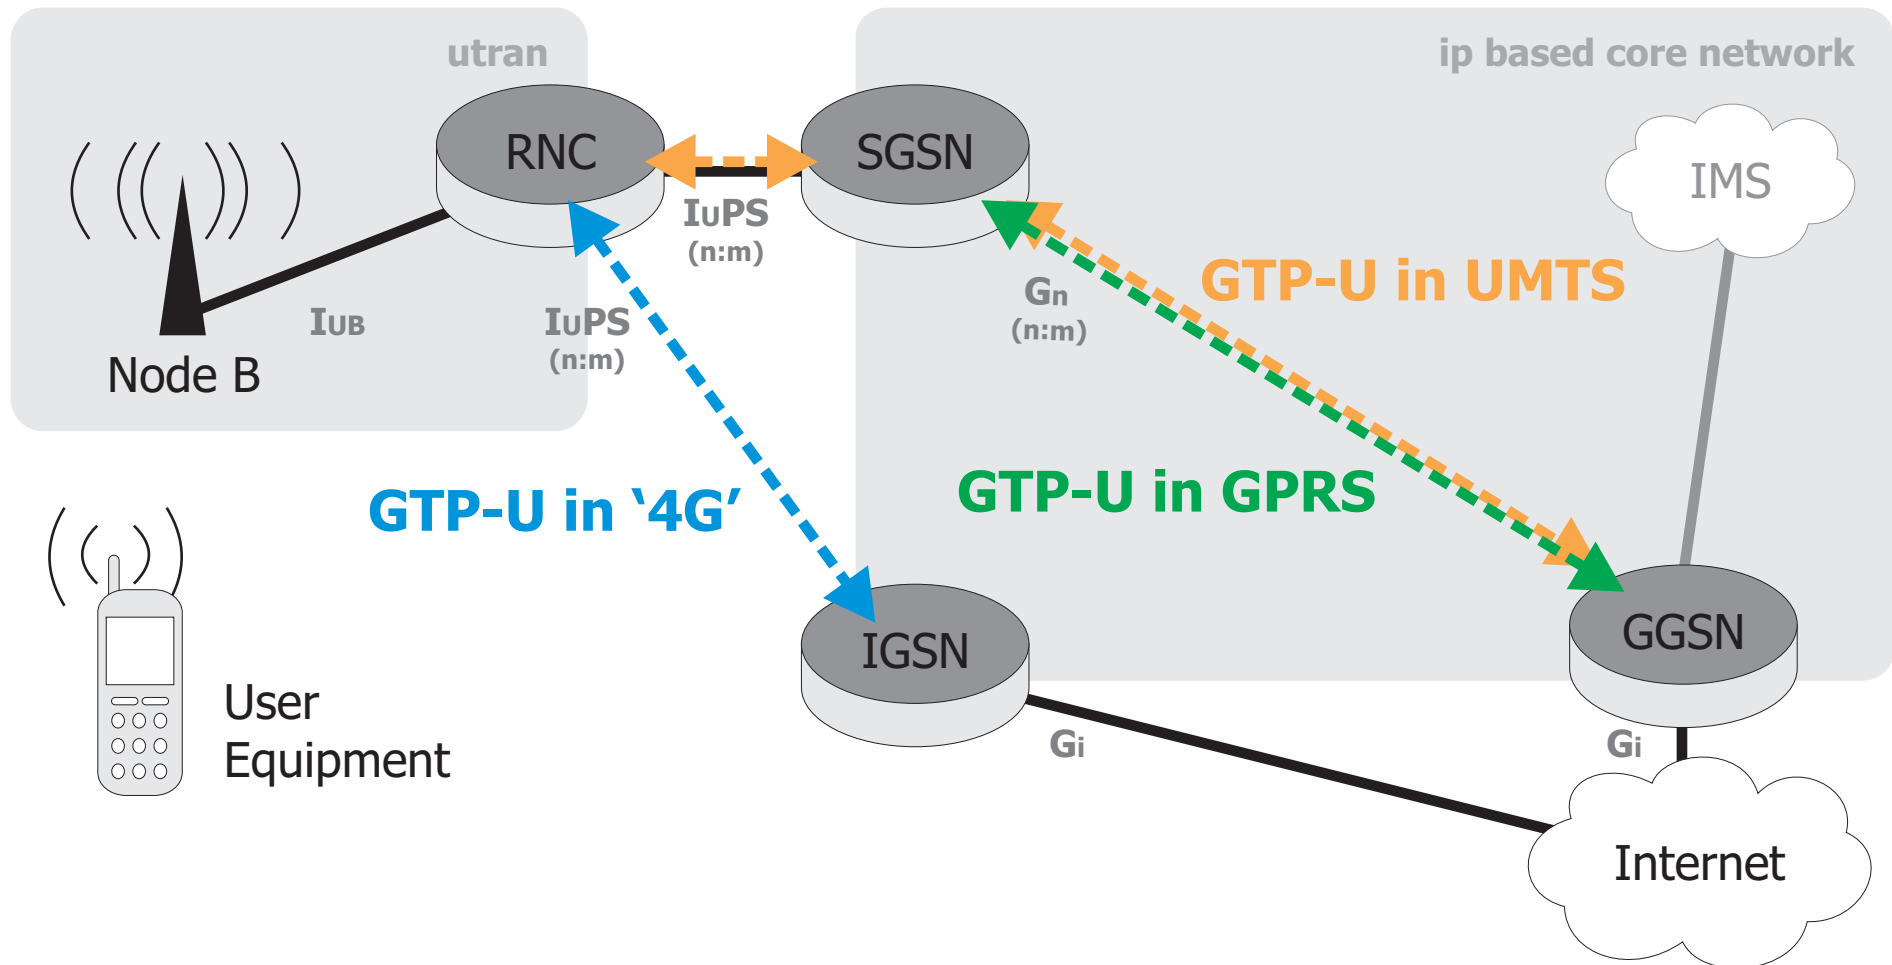 utran
ip based core network
RNC
SGSN
IMS
IUPS
(n:m)
GTP-U in UMTS
Gn
(n:m)
IUB
IUPS
(n:m)
Node B
GTP-U in ‘4G’
GTP-U in GPRS
IGSN
GGSN
User
Equipment
Gi
Gi
Internet